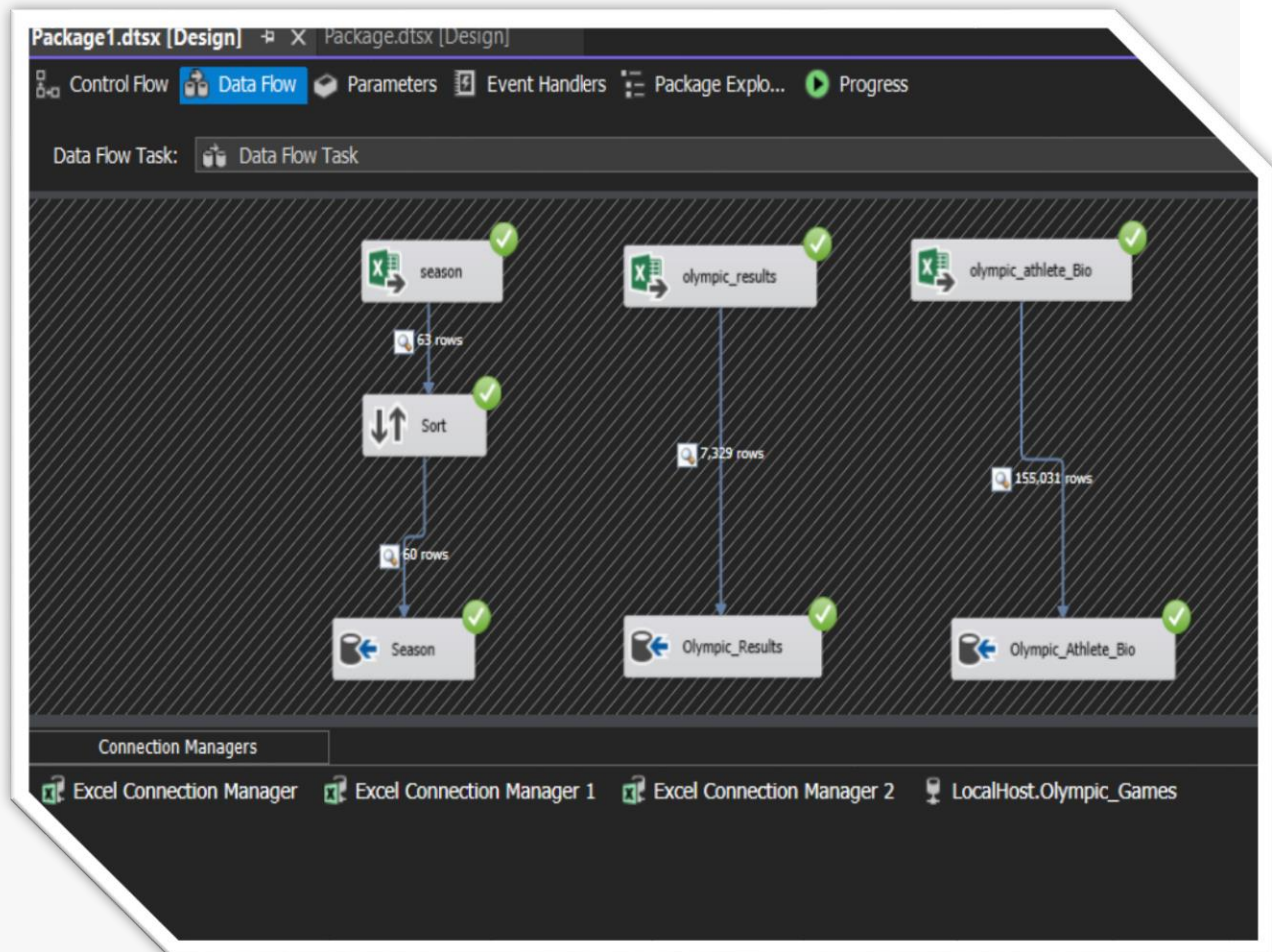 Package1.dtsx [Design] Package.dtsx [Design]
Control Flow Data Flow Parameters Event Handlers Package Explo... Progress
Data Flow Task: Data Flow Task
season olympic_results olympic_athlete_Bio
63 rows
Sort
7,329 rows
155,031 rows
60 rows
Season Olympic_Results Olympic_Athlete_Bio
Connection Managers
Excel Connection Manager Excel Connection Manager 1 Excel Connection Manager 2 LocalHost.Olympic_Games